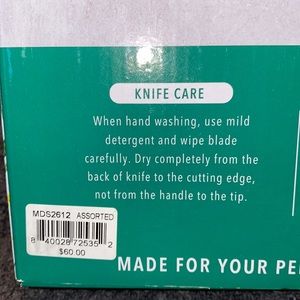 KNIFE CARE
When hand washing, use mild
detergent and wipe blade
carefully. Dry completely from the
back of knife to the cutting edge,
not from the handle to the tip.
MDS2612 ASSORTED
8 40028 72535 2
$60.00
MADE FOR YOUR PE